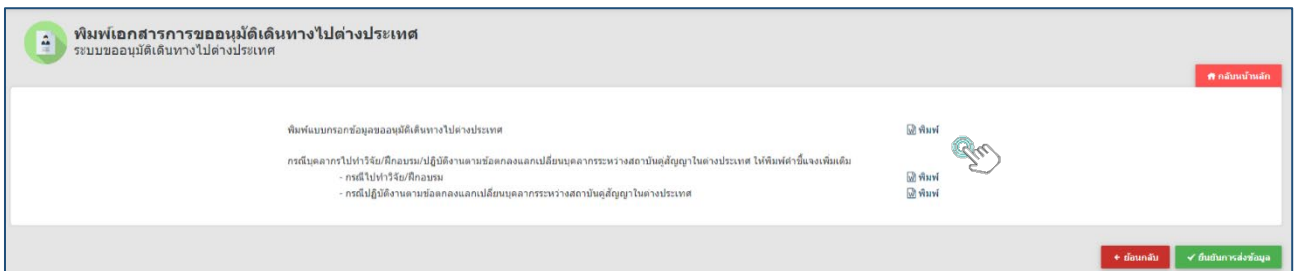 พิมพ์เอกสารการขออนุมัติเดินทางไปต่างประเทศ
ระบบขออนุมัติเดินทางไปต่างประเทศ
กลับหน้าหลัก
พิมพ์แบบกรอกข้อมูลขออนุมัติเดินทางไปต่างประเทศ พิมพ์
กรณีบุคลากรไปทำวิจัย/ฝึกอบรม/ปฏิบัติงานตามข้อตกลงแลกเปลี่ยนบุคลากรระหว่างสถาบันคู่สัญญาในต่างประเทศ ให้พิมพ์คำชี้แจงเพิ่มเติม
- กรณีไปทำวิจัย/ฝึกอบรม พิมพ์
- กรณีปฏิบัติงานตามข้อตกลงแลกเปลี่ยนบุคลากรระหว่างสถาบันคู่สัญญาในต่างประเทศ พิมพ์
ย้อนกลับ ยืนยันการส่งข้อมูล